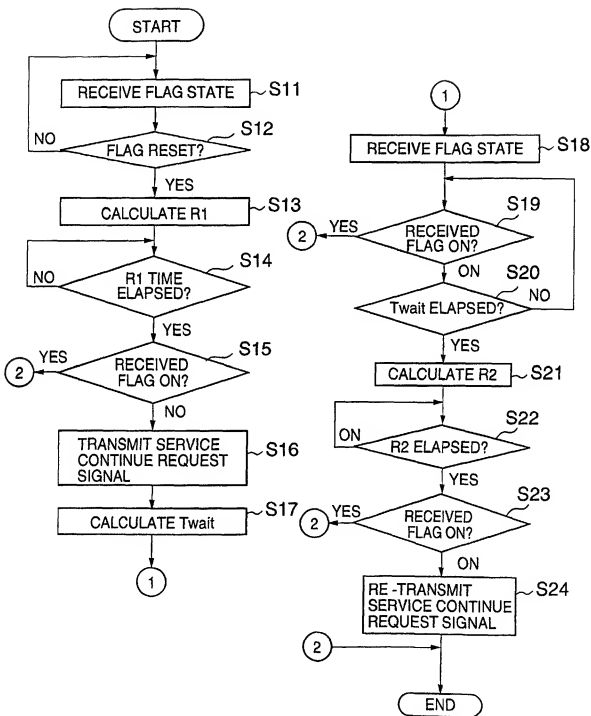 START
RECEIVE FLAG STATE
S11
S12
NO
FLAG RESET?
YES
S13
CALCULATE R1
S14
NO
R1 TIME
ELAPSED?
YES
S15
YES
2
RECEIVED
FLAG ON?
NO
TRANSMIT SERVICE
CONTINUE REQUEST
SIGNAL
S16
S17
CALCULATE Twait
1
1
RECEIVE FLAG STATE
S18
S19
YES
2
RECEIVED
FLAG ON?
ON
S20
Twait ELAPSED?
NO
YES
CALCULATE R2
S21
S22
ON
R2 ELAPSED?
YES
S23
YES
2
RECEIVED
FLAG ON?
ON
RE -TRANSMIT
SERVICE CONTINUE
REQUEST SIGNAL
S24
2
END